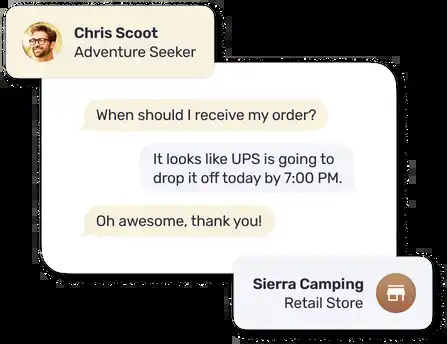 Chris Scoot
Adventure Seeker
When should I receive my order?
It looks like UPS is going to
drop it off today by 7:00 PM.
Oh awesome, thank you!
Sierra Camping
Retail Store